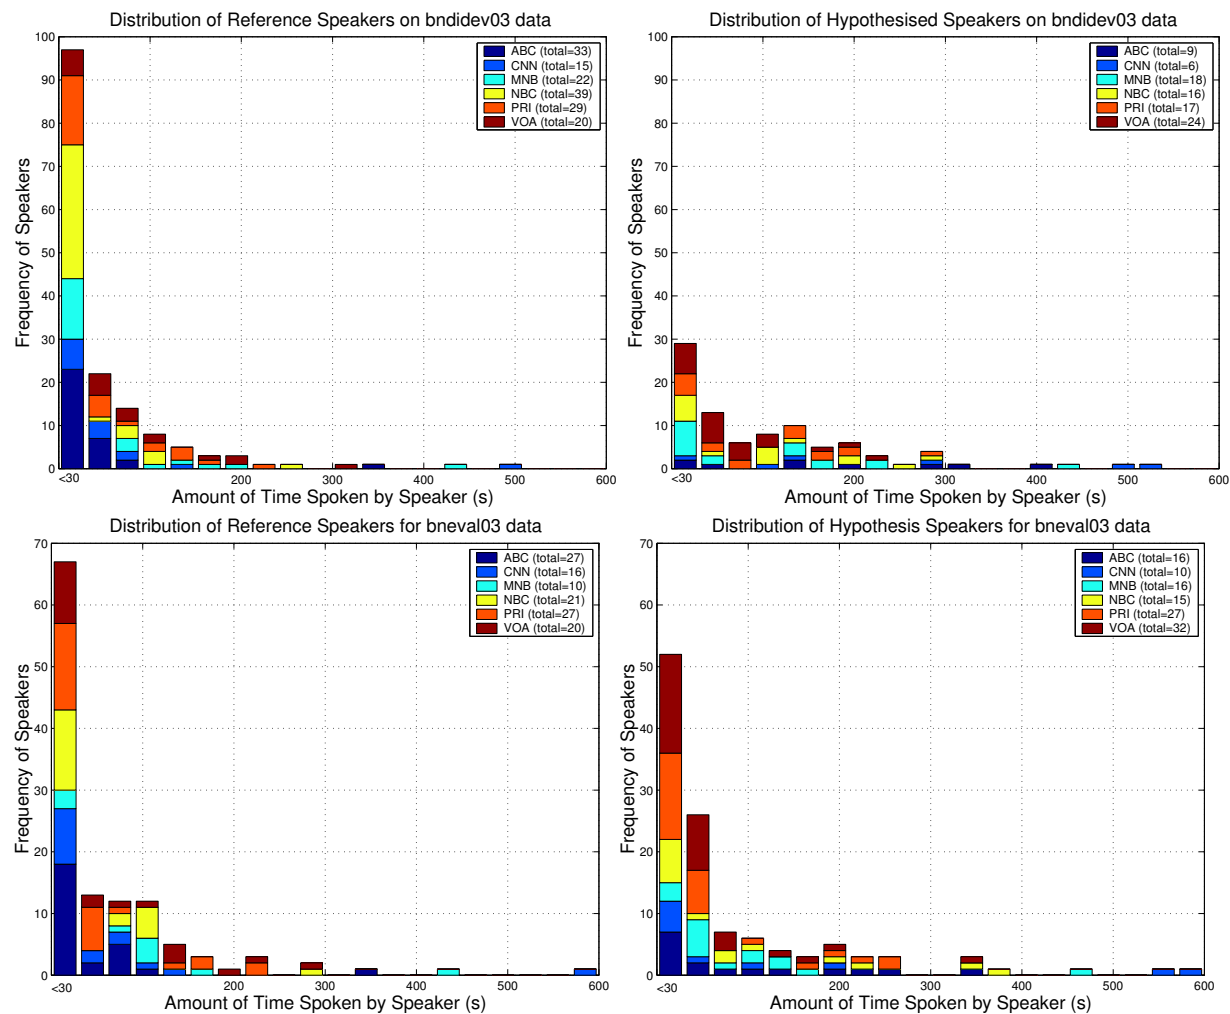 Distribution of Reference Speakers on bndidev03 data
100
90
80
70
60
50
40
30
20
10
0
Frequency of Speakers
ABC (total=33)
CNN (total=15)
MNB (total=22)
NBC (total=39)
PRI (total=29)
VOA (total=20)
<30 200 300 400 500 600
Amount of Time Spoken by Speaker (s)
Distribution of Hypothesised Speakers on bndidev03 data
100
90
80
70
60
50
40
30
20
10
0
Frequency of Speakers
ABC (total=9)
CNN (total=6)
MNB (total=18)
NBC (total=16)
PRI (total=17)
VOA (total=24)
<30 200 300 400 500 600
Amount of Time Spoken by Speaker (s)
Distribution of Reference Speakers for bneval03 data
70
60
50
40
30
20
10
0
Frequency of Speakers
ABC (total=27)
CNN (total=16)
MNB (total=10)
NBC (total=21)
PRI (total=27)
VOA (total=20)
<30 200 300 400 500 600
Amount of Time Spoken by Speaker (s)
Distribution of Hypothesis Speakers for bneval03 data
70
60
50
40
30
20
10
0
Frequency of Speakers
ABC (total=16)
CNN (total=10)
MNB (total=16)
NBC (total=15)
PRI (total=27)
VOA (total=32)
<30 200 300 400 500 600
Amount of Time Spoken by Speaker (s)